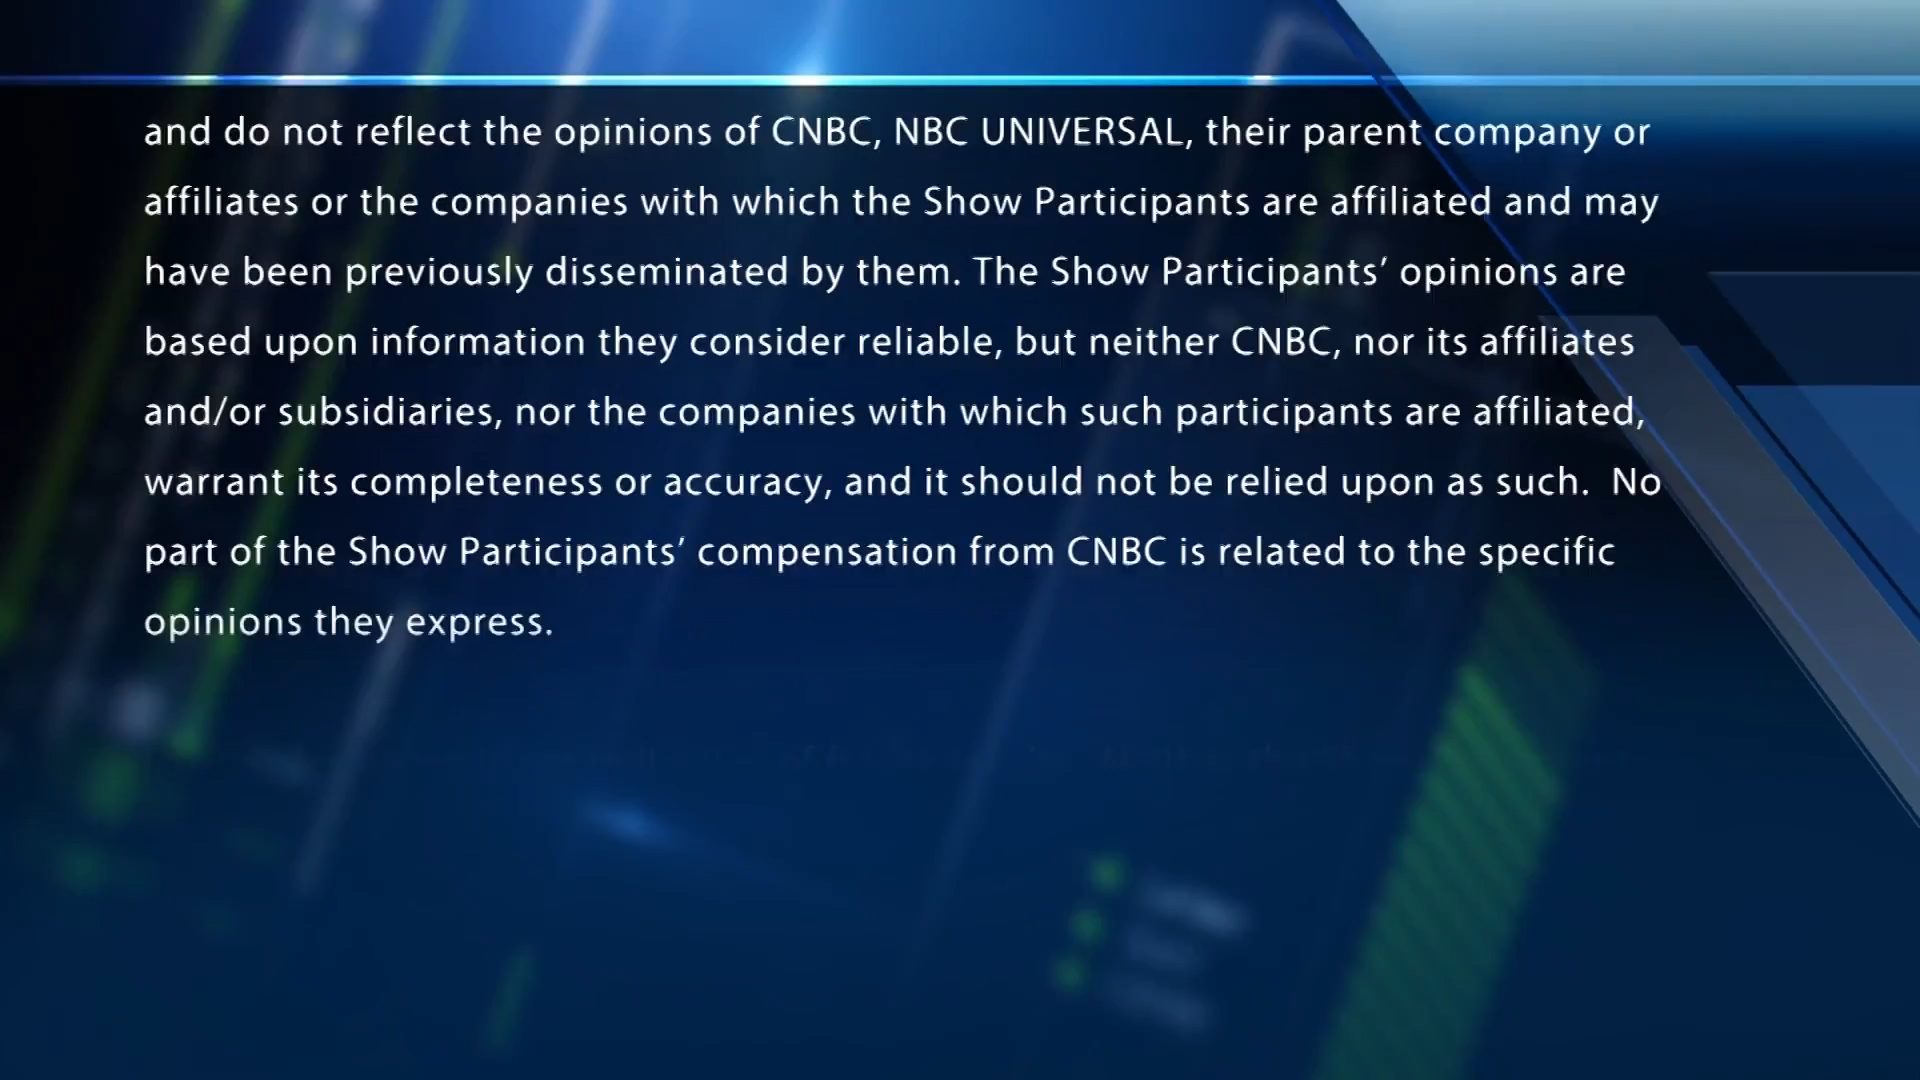 and do not reflect the opinions of CNBC, NBC UNIVERSAL, their parent company or
affiliates or the companies with which the Show Participants are affiliated and may
have been previously disseminated by them. The Show Participants’ opinions are
based upon information they consider reliable, but neither CNBC, nor its affiliates
and/or subsidiaries, nor the companies with which such participants are affiliated,
warrant its completeness or accuracy, and it should not be relied upon as such.  No
part of the Show Participants’ compensation from CNBC is related to the specific
opinions they express.